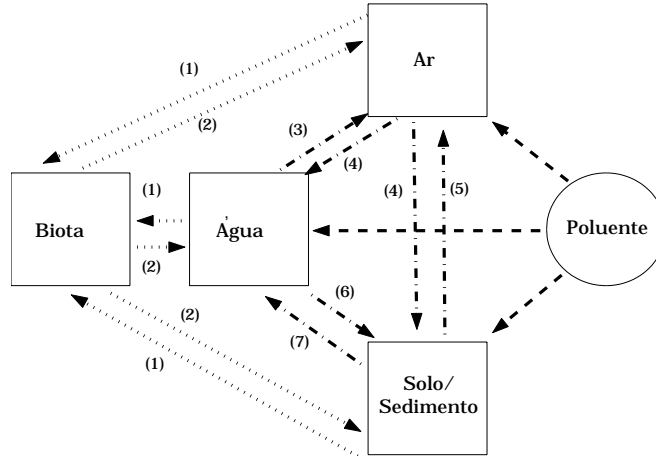 Ar
(1)
(2)
(3)
(4)
(1)
(4)
(5)
Biota
Água
Poluente
(2)
(6)
(2)
(7)
(1)
Solo/
Sedimento